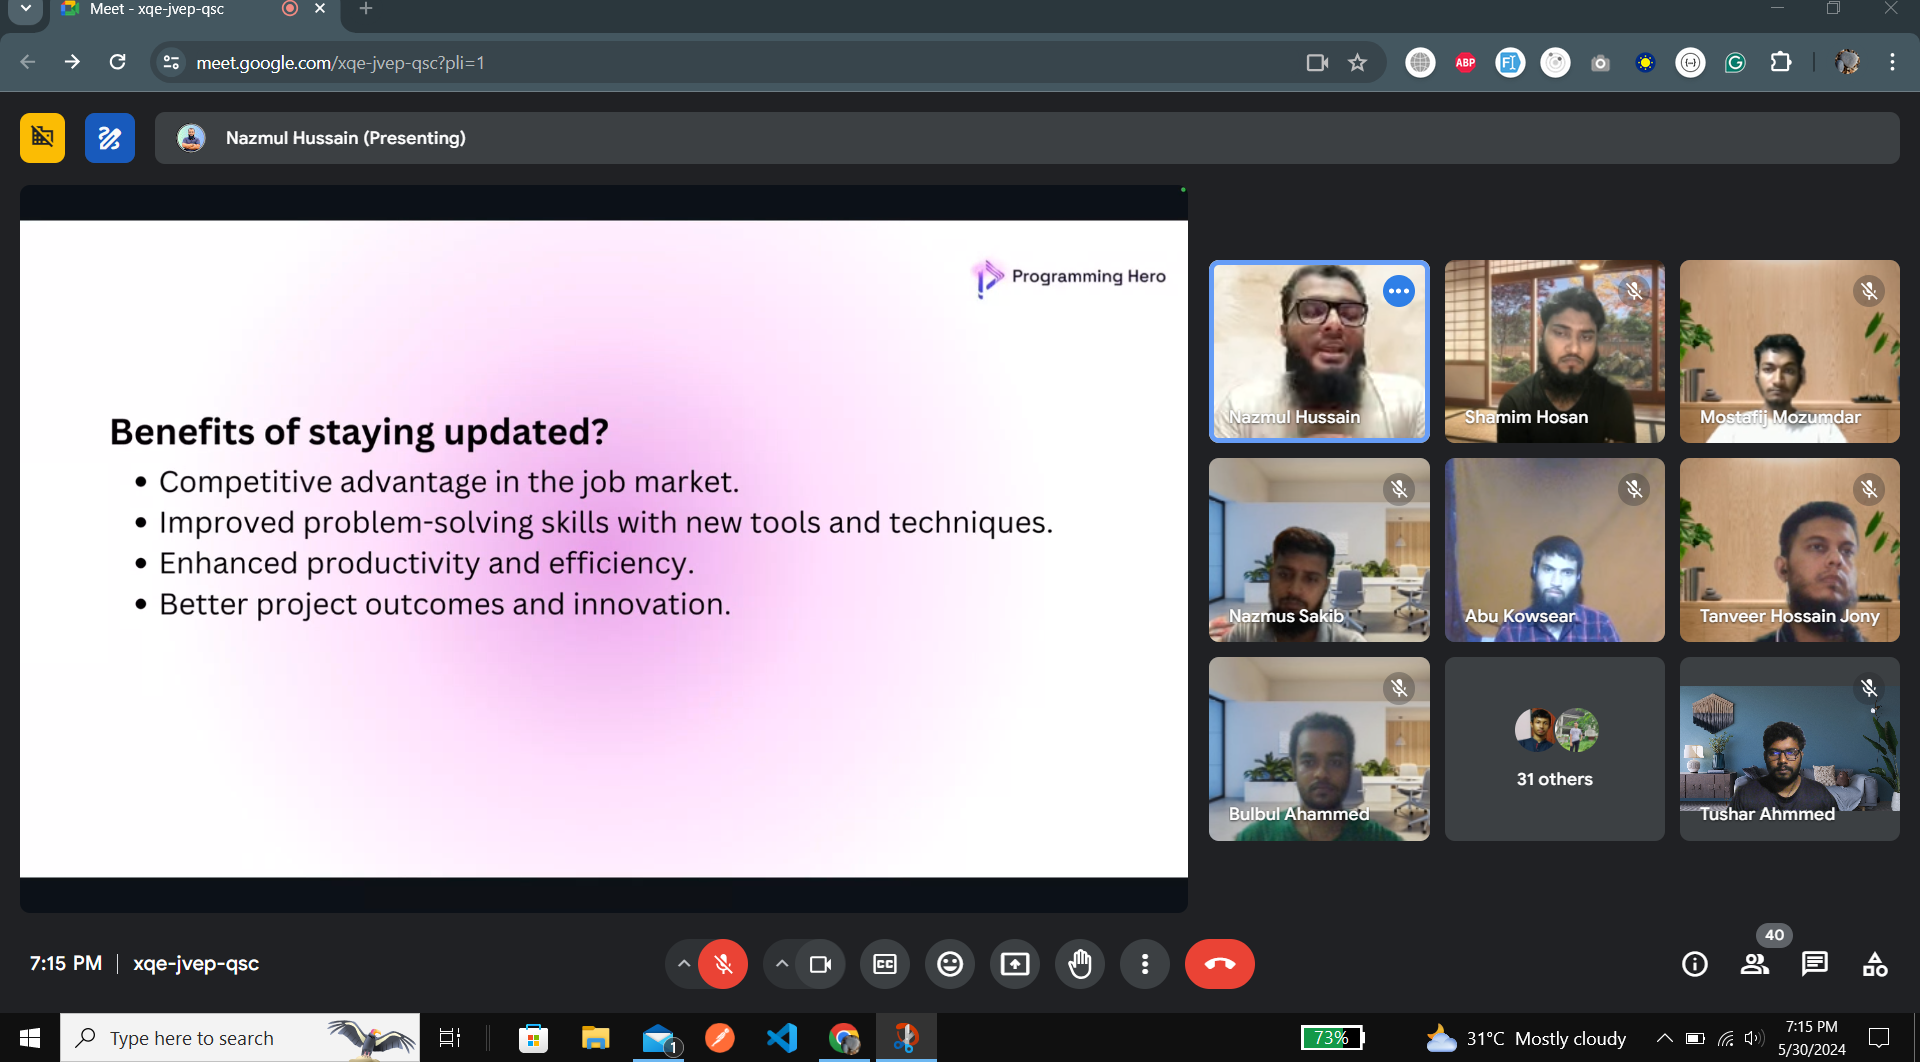 Meet - xqe-jvep-qsc
meet.google.com/xqe-jvep-qsc?pli=1
ABP
Nazmul Hussain (Presenting)
Programming Hero
Benefits of staying updated?
• Competitive advantage in the job market.
• Improved problem-solving skills with new tools and techniques.
• Enhanced productivity and efficiency.
• Better project outcomes and innovation.
Nazmul Hussain
Shamim Hosan
Mostafij Mozumdar
Nazmus Sakib
Abu Kowsear
Tanveer Hossain Jony
Bulbul Ahammed
31 others
Tushar Ahmmed
7:15 PM | xqe-jvep-qsc
CC
40
Type here to search
1
73%
31°C Mostly cloudy
7:15 PM
5/30/2024